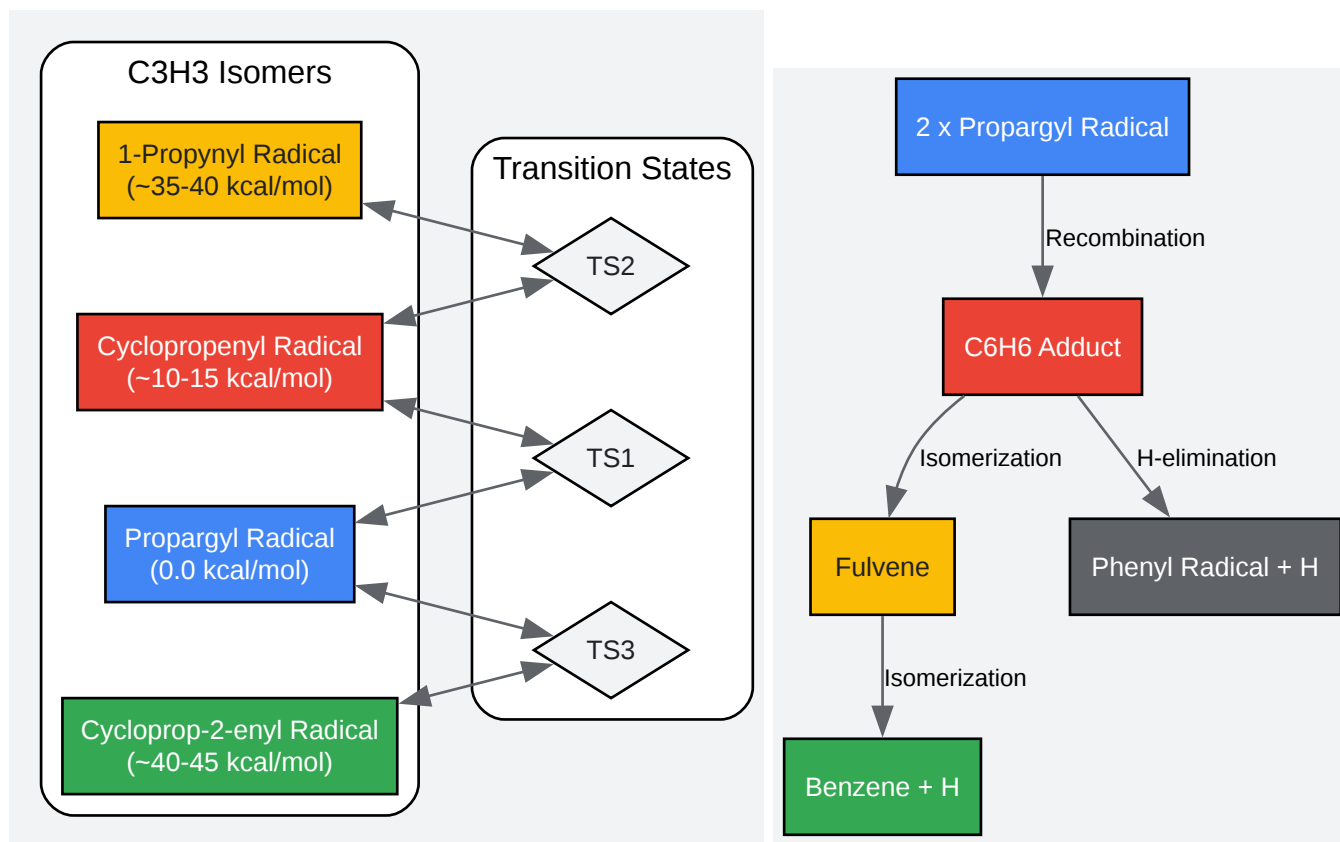 C3H3 Isomers
1-Propynyl Radical
(~35-40 kcal/mol)
Cyclopropenyl Radical
(~10-15 kcal/mol)
Propargyl Radical
(0.0 kcal/mol)
Cycloprop-2-enyl Radical
(~40-45 kcal/mol)
Transition States
TS2
TS1
TS3
2 x Propargyl Radical
Recombination
C6H6 Adduct
Isomerization
H-elimination
Fulvene
Phenyl Radical + H
Isomerization
Benzene + H